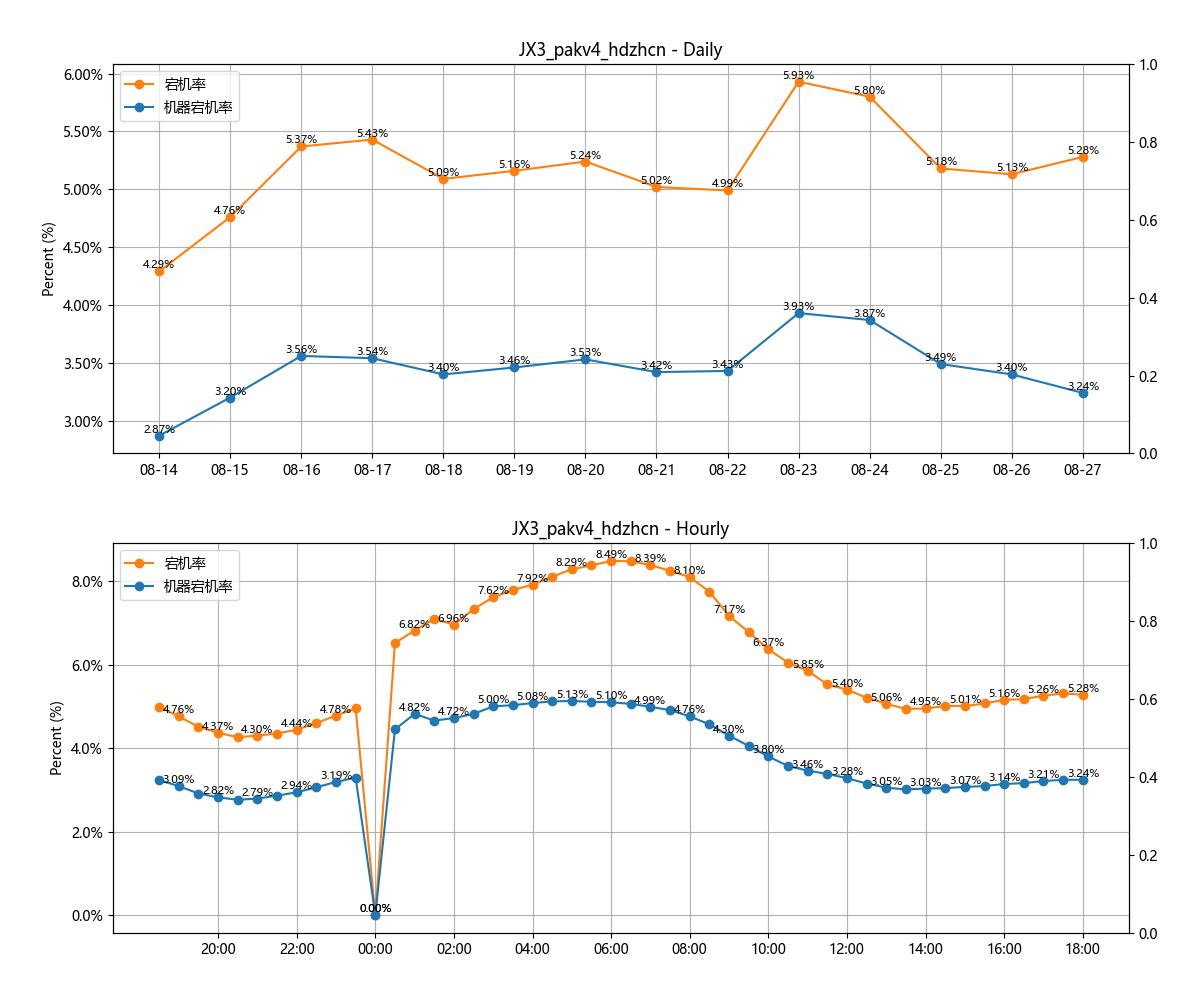 JX3_pakv4_hdzhcn - Daily
宕机率
机器宕机率
Percent (%)
6.00%
5.50%
5.00%
4.50%
4.00%
3.50%
3.00%
1.0
0.8
0.6
0.4
0.2
0.0
4.29% 4.76% 5.37% 5.43% 5.09% 5.16% 5.24% 5.02% 4.99% 5.93% 5.80% 5.18% 5.13% 5.28%
2.87% 3.20% 3.56% 3.54% 3.40% 3.46% 3.53% 3.42% 3.43% 3.93% 3.87% 3.49% 3.40% 3.24%
08-14 08-15 08-16 08-17 08-18 08-19 08-20 08-21 08-22 08-23 08-24 08-25 08-26 08-27
JX3_pakv4_hdzhcn - Hourly
宕机率
机器宕机率
Percent (%)
8.0%
6.0%
4.0%
2.0%
0.0%
1.0
0.8
0.6
0.4
0.2
0.0
4.76% 4.37% 4.30% 4.44% 4.78% 0.00% 6.82% 6.96% 7.62% 7.92% 8.29% 8.49% 8.39% 8.10% 7.17% 6.37% 5.85% 5.40% 5.06% 4.95% 5.01% 5.16% 5.26% 5.28%
3.09% 2.82% 2.79% 2.94% 3.19% 0.00% 4.82% 4.72% 5.00% 5.08% 5.13% 5.10% 4.99% 4.76% 4.30% 3.80% 3.46% 3.28% 3.05% 3.03% 3.07% 3.14% 3.21% 3.24%
20:00 22:00 00:00 02:00 04:00 06:00 08:00 10:00 12:00 14:00 16:00 18:00